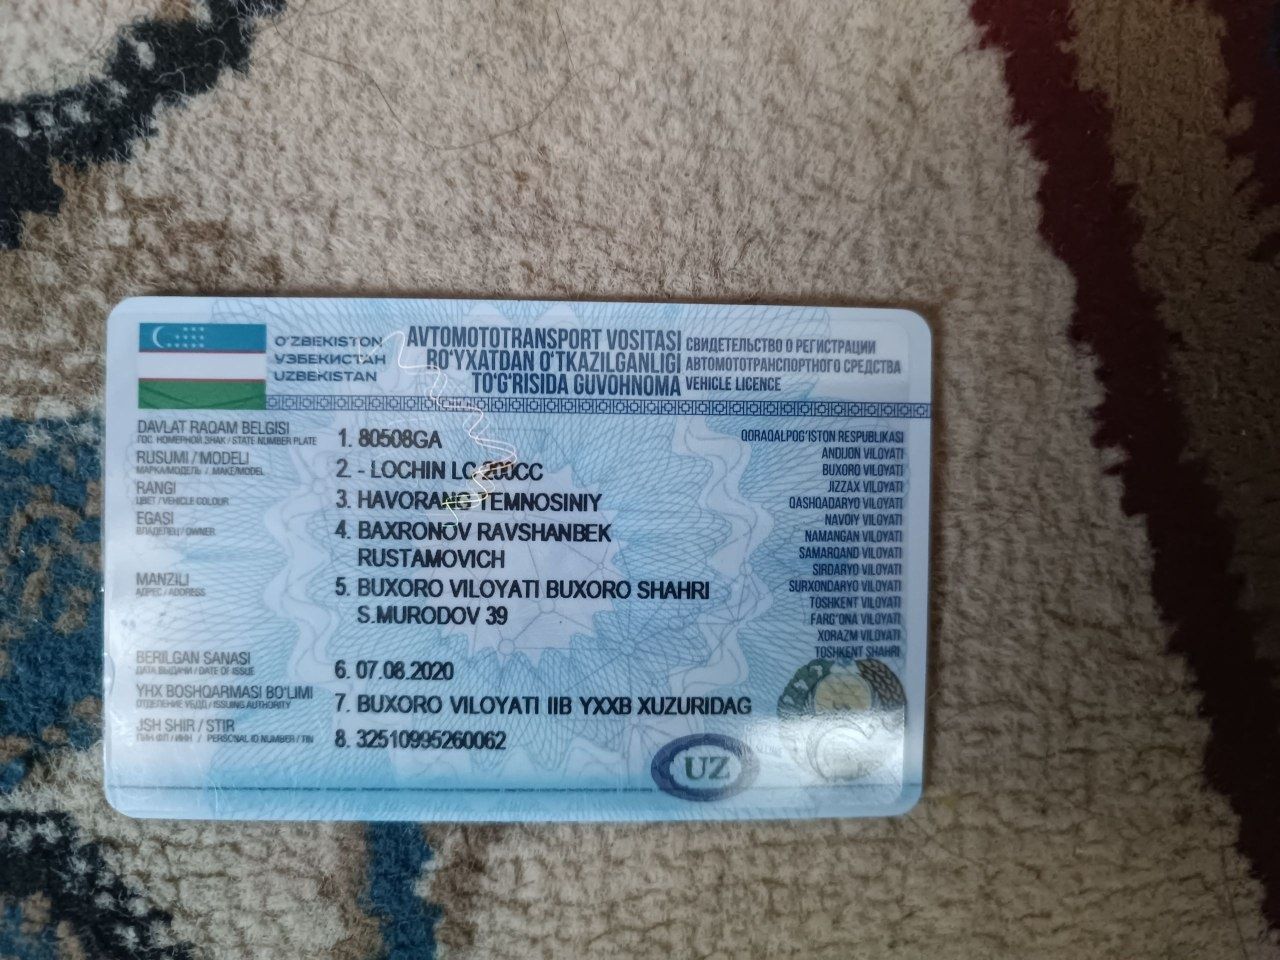 O'ZBEKISTON
ЎЗБЕКИСТАН
UZBEKISTAN
AVTOMOTOTRANSPORT VOSITASI
RO'YXATDAN O'TKAZILGANLIGI
TO'G'RISIDA GUVOHNOMA
СВИДЕТЕЛЬСТВО О РЕГИСТРАЦИИ
АВТОМОТОТРАНСПОРТНОГО СРЕДСТВА
VEHICLE LICENCE
DAVLAT RAQAM BELGISI
ГОС. НОМЕРНОЙ ЗНАК / STATE NUMBER PLATE
1. 80508GA
RUSUMI / MODELI
МАРКА/МОДЕЛЬ / MAKE/MODEL
2. - LOCHIN LC 200CC
RANGI
ЦВЕТ / VEHICLE COLOUR
3. HAVORANG TEMNOSINIY
EGASI
ВЛАДЕЛЕЦ / OWNER
4. BAXRONOV RAVSHANBEK
RUSTAMOVICH
MANZILI
АДРЕС / ADDRESS
5. BUXORO VILOYATI BUXORO SHAHRI
S.MURODOV 39
BERILGAN SANASI
ДАТА ВЫДАЧИ / DATE OF ISSUE
6. 07.08.2020
YHX BOSHQARMASI BO'LIMI
ОТДЕЛЕНИЕ УБДД / ISSUING AUTHORITY
7. BUXORO VILOYATI IIB YXXB XUZURIDAG
JSH SHIR / STIR
ПИН ФЛ / ИНН / PERSONAL ID NUMBER / TIN
8. 32510995260062
QORAQALPOG'ISTON RESPUBLIKASI
ANDIJON VILOYATI
BUXORO VILOYATI
JIZZAX VILOYATI
QASHQADARYO VILOYATI
NAVOIY VILOYATI
NAMANGAN VILOYATI
SAMARQAND VILOYATI
SIRDARYO VILOYATI
SURXONDARYO VILOYATI
TOSHKENT VILOYATI
FARG'ONA VILOYATI
XORAZM VILOYATI
TOSHKENT SHAHRI
UZ